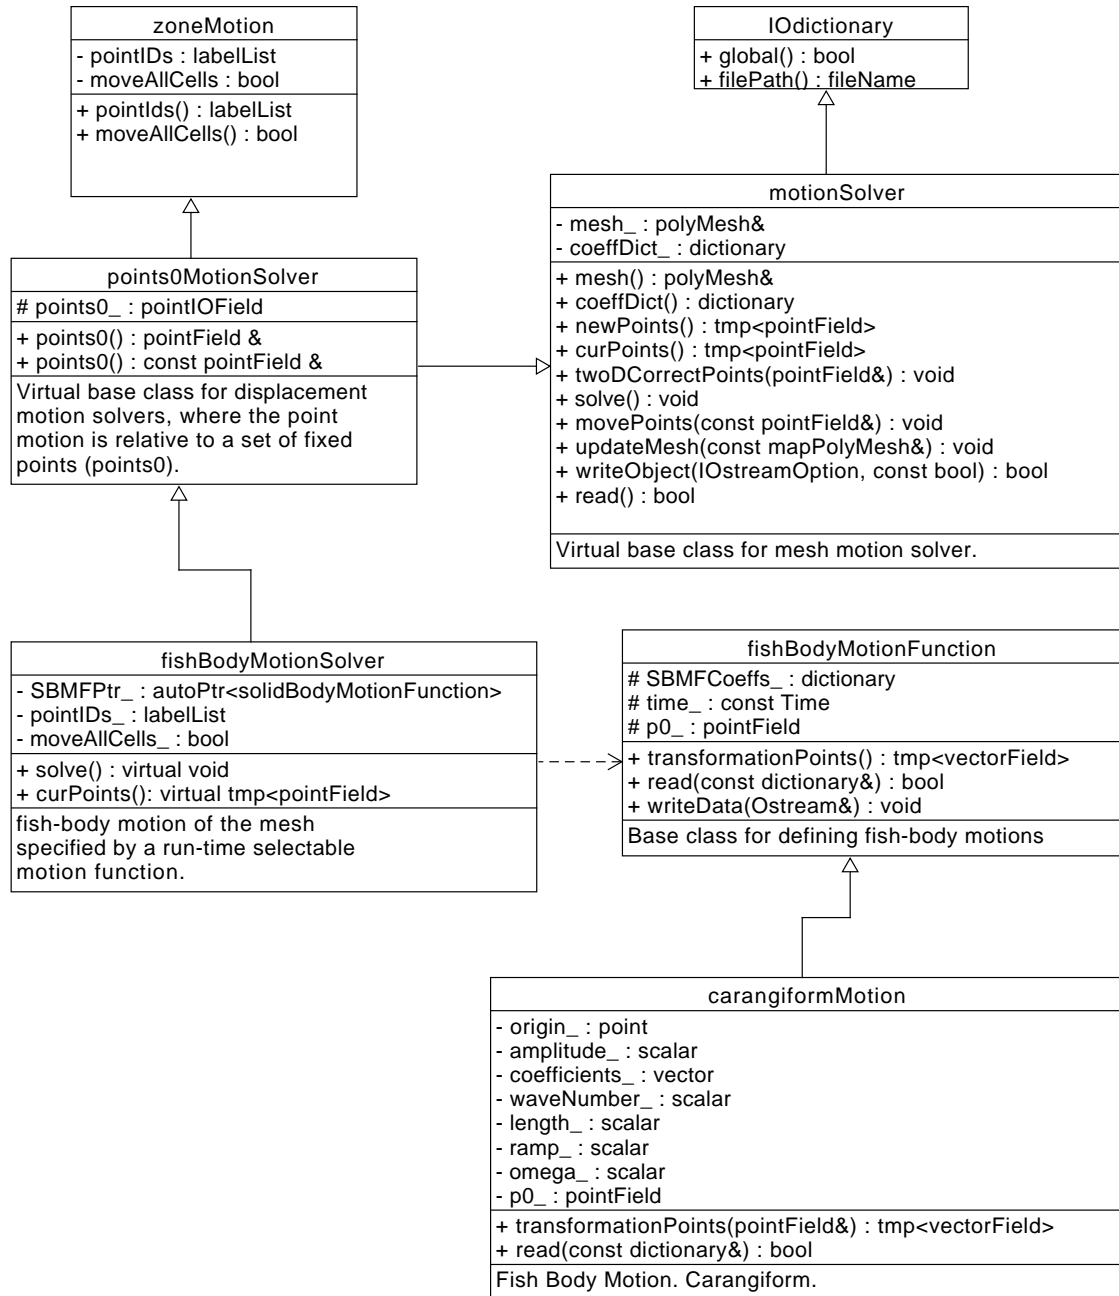 zoneMotion
- pointIDs : labelList
- moveAllCells : bool
+ pointIds() : labelList
+ moveAllCells() : bool
IOdictionary
+ global() : bool
+ filePath() : fileName
motionSolver
- mesh_ : polyMesh&
- coeffDict_ : dictionary
+ mesh() : polyMesh&
+ coeffDict() : dictionary
+ newPoints() : tmp<pointField>
+ curPoints() : tmp<pointField>
+ twoDCorrectPoints(pointField&) : void
+ solve() : void
+ movePoints(const pointField&) : void
+ updateMesh(const mapPolyMesh&) : void
+ writeObject(IOstreamOption, const bool) : bool
+ read() : bool
Virtual base class for mesh motion solver.
points0MotionSolver
# points0_ : pointIOField
+ points0() : pointField &
+ points0() : const pointField &
Virtual base class for displacement
motion solvers, where the point
motion is relative to a set of fixed
points (points0).
fishBodyMotionSolver
- SBMFPtr_ : autoPtr<solidBodyMotionFunction>
- pointIDs_ : labelList
- moveAllCells_ : bool
+ solve() : virtual void
+ curPoints(): virtual tmp<pointField>
fish-body motion of the mesh
specified by a run-time selectable
motion function.
fishBodyMotionFunction
# SBMFCoeffs_ : dictionary
# time_ : const Time
# p0_ : pointField
+ transformationPoints() : tmp<vectorField>
+ read(const dictionary&) : bool
+ writeData(Ostream&) : void
Base class for defining fish-body motions
carangiformMotion
- origin_ : point
- amplitude_ : scalar
- coefficients_ : vector
- waveNumber_ : scalar
- length_ : scalar
- ramp_ : scalar
- omega_ : scalar
- p0_ : pointField
+ transformationPoints(pointField&) : tmp<vectorField>
+ read(const dictionary&) : bool
Fish Body Motion. Carangiform.